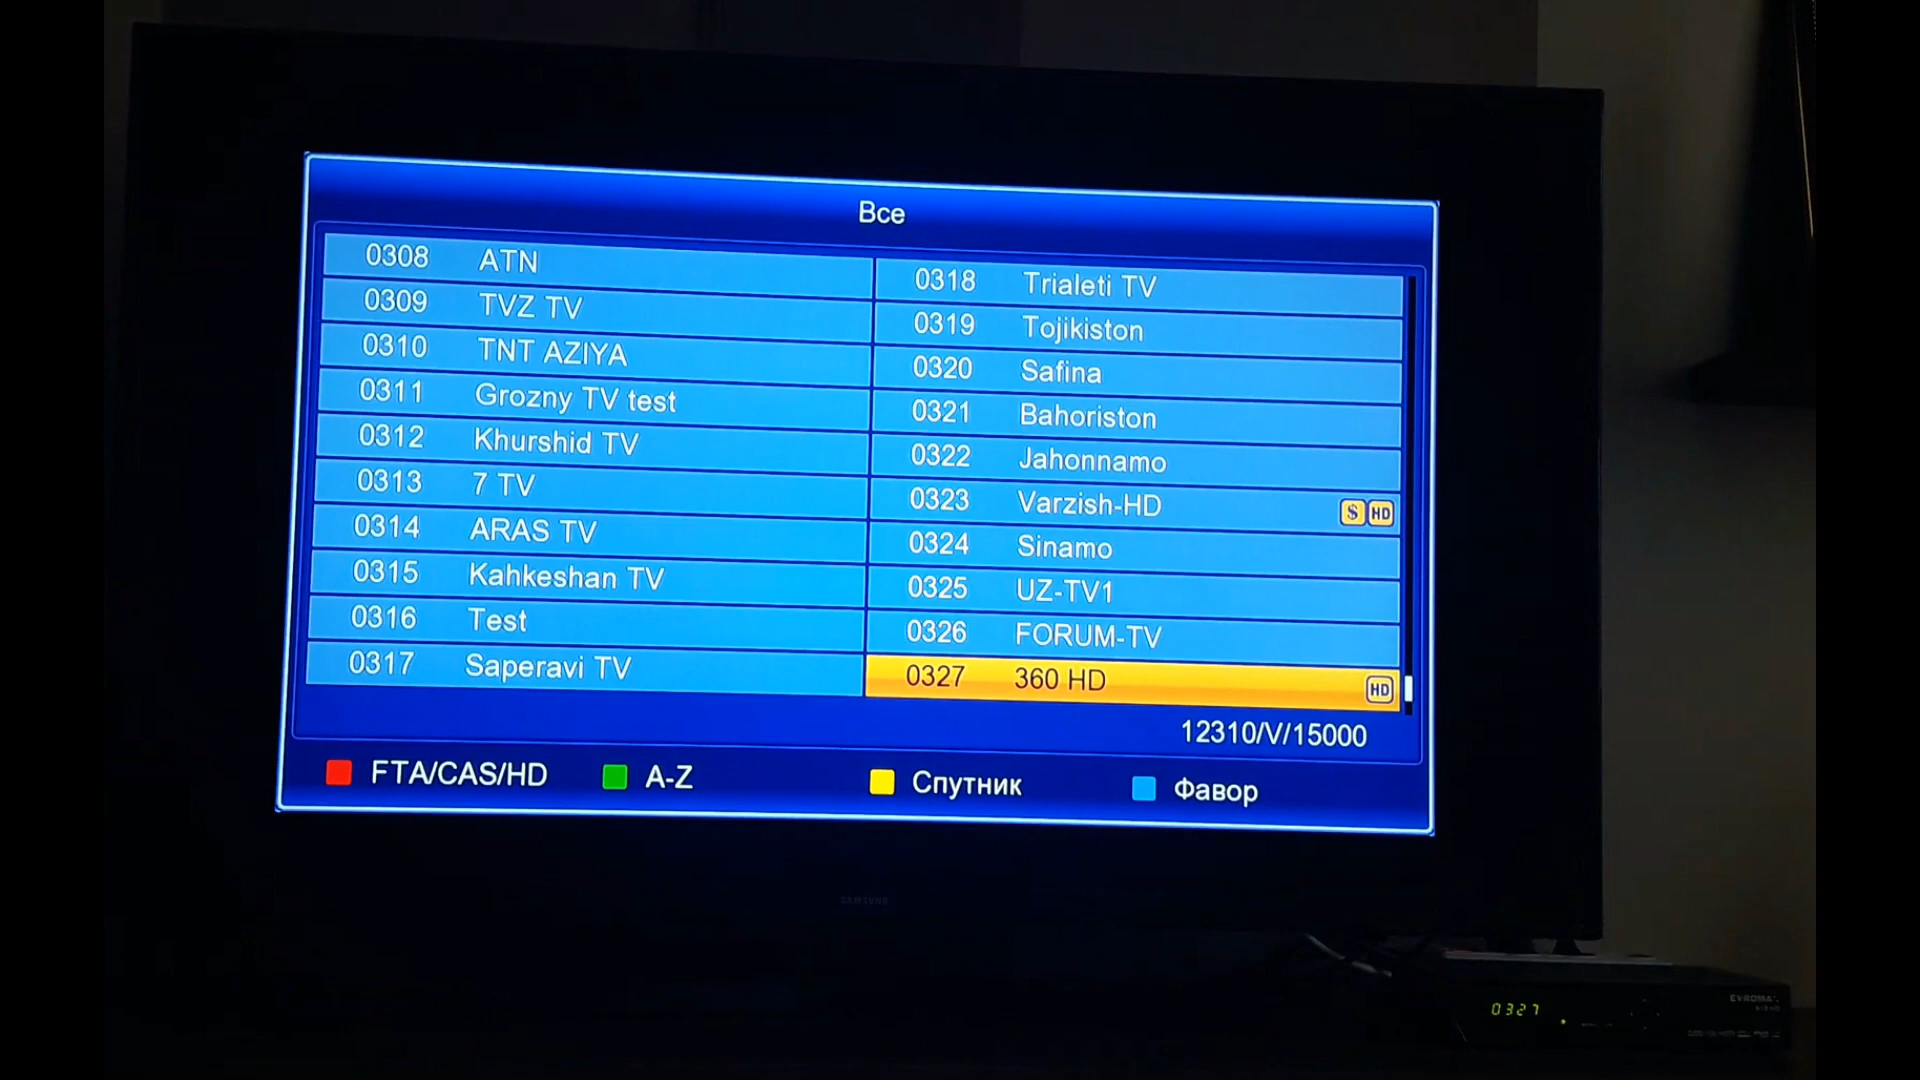 Все
0308 ATN
0309 TVZ TV
0310 TNT AZIYA
0311 Grozny TV test
0312 Khurshid TV
0313 7 TV
0314 ARAS TV
0315 Kahkeshan TV
0316 Test
0317 Saperavi TV
0318 Trialeti TV
0319 Tojikiston
0320 Safina
0321 Bahoriston
0322 Jahonnamo
0323 Varzish-HD $ HD
0324 Sinamo
0325 UZ-TV1
0326 FORUM-TV
0327 360 HD HD
12310/V/15000
FTA/CAS/HD A-Z Спутник Фавор
SAMSUNG
0327